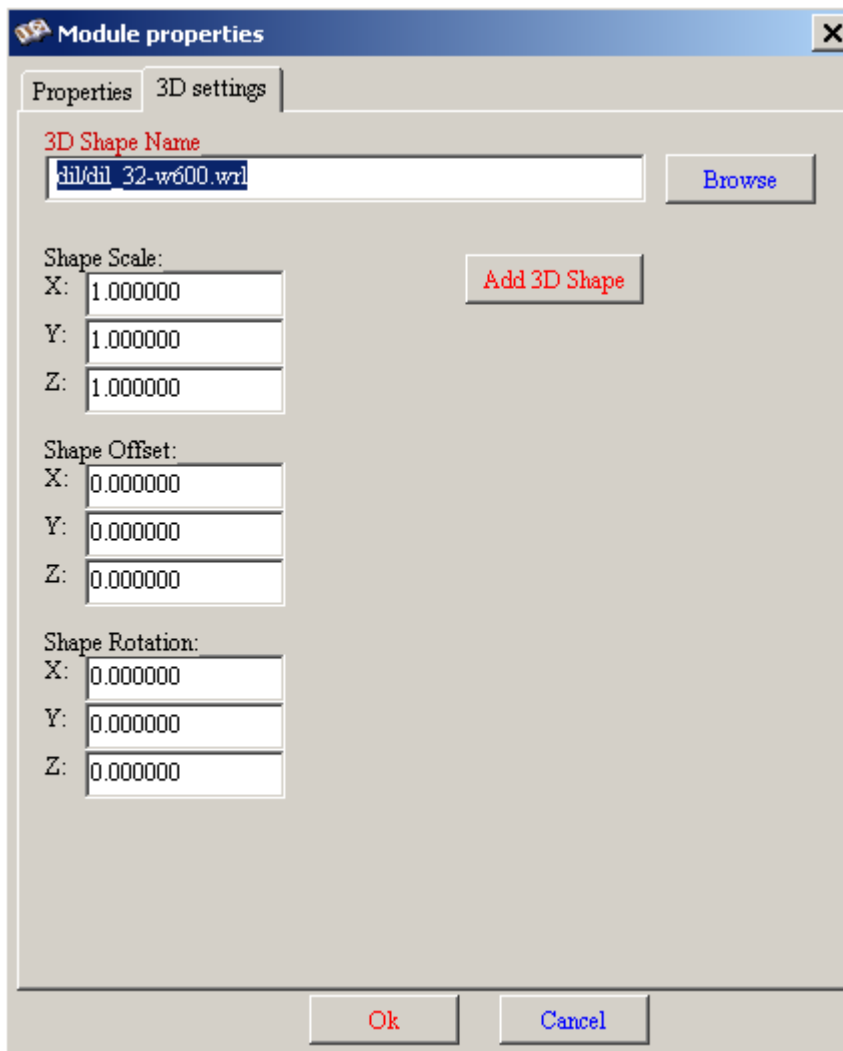 Module properties
Properties 3D settings
3D Shape Name
dil/dil_32-w600.wrl
Browse
Shape Scale:
Add 3D Shape
X: 1.000000
Y: 1.000000
Z: 1.000000
Shape Offset:
X: 0.000000
Y: 0.000000
Z: 0.000000
Shape Rotation:
X: 0.000000
Y: 0.000000
Z: 0.000000
Ok Cancel